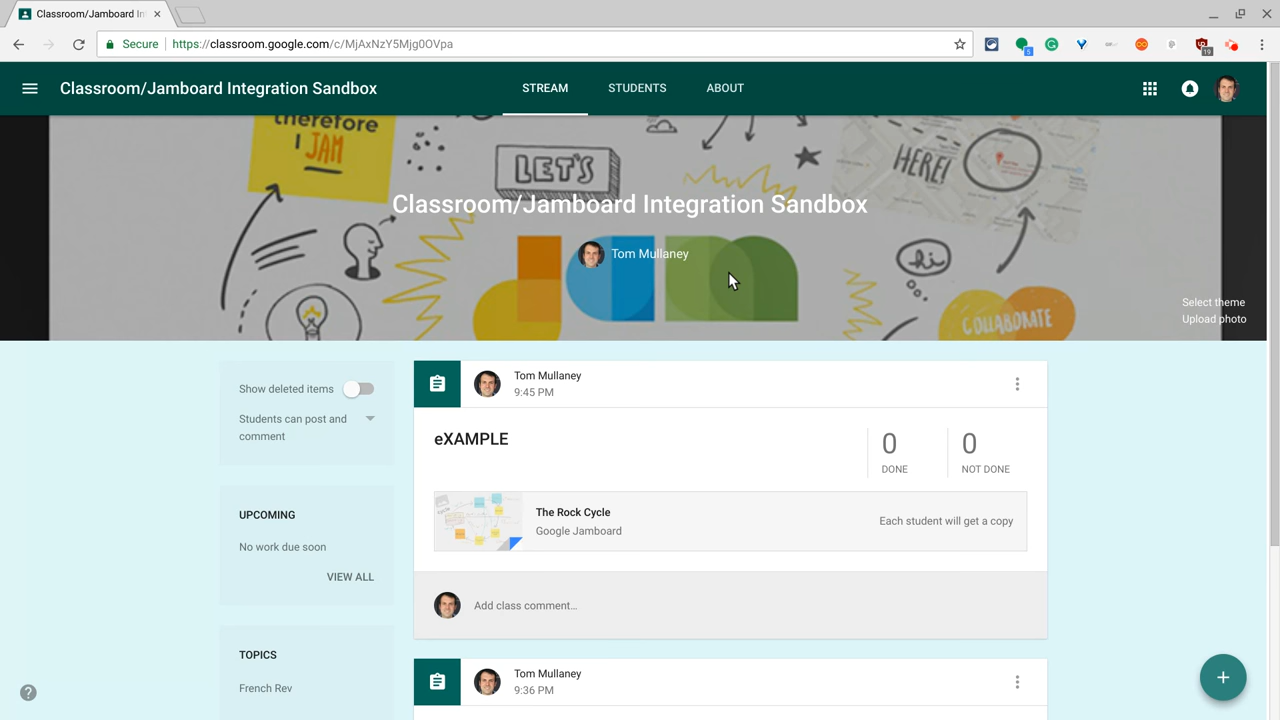 Classroom/Jamboard In
Secure
https://classroom.google.com/c/MjAxNzY5Mjg0OVpa
5
19
Classroom/Jamboard Integration Sandbox
STREAM
STUDENTS
ABOUT
therefore
I JAM
LET'S
HERE!
Classroom/Jamboard Integration Sandbox
Tom Mullaney
hi
COLLABORATE
Select theme
Upload photo
Show deleted items
Students can post and
comment
UPCOMING
No work due soon
VIEW ALL
TOPICS
French Rev
Tom Mullaney
9:45 PM
eXAMPLE
0
DONE
0
NOT DONE
The Rock Cycle
Google Jamboard
Each student will get a copy
Add class comment...
Tom Mullaney
9:36 PM